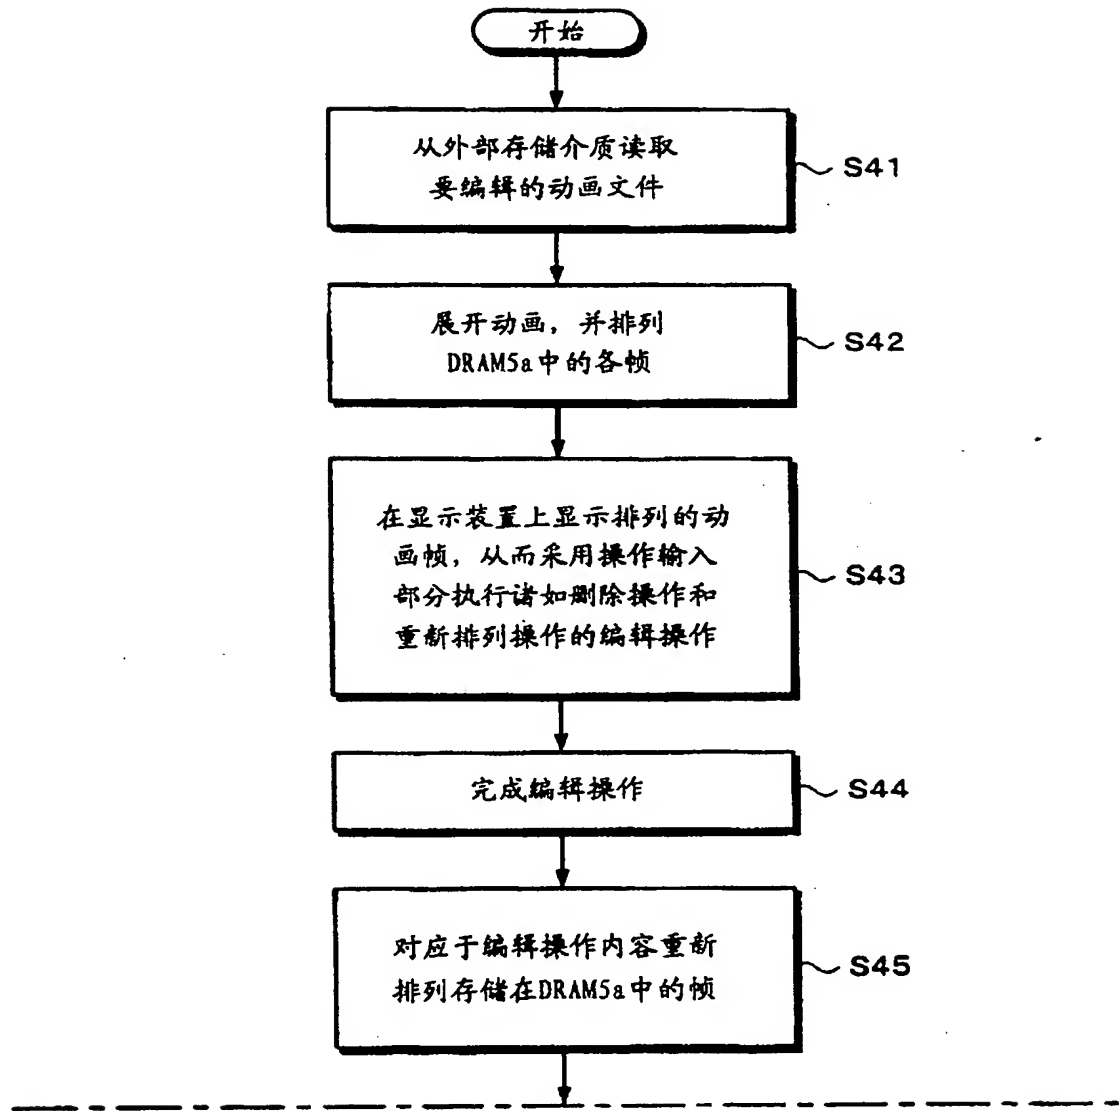 开始
从外部存储介质读取
要编辑的动画文件
S41
展开动画，并排列
DRAM5a中的各帧
S42
在显示装置上显示排列的动
画帧，从而采用操作输入
部分执行诸如删除操作和
重新排列操作的编辑操作
S43
完成编辑操作
S44
对应于编辑操作内容重新
排列存储在DRAM5a中的帧
S45